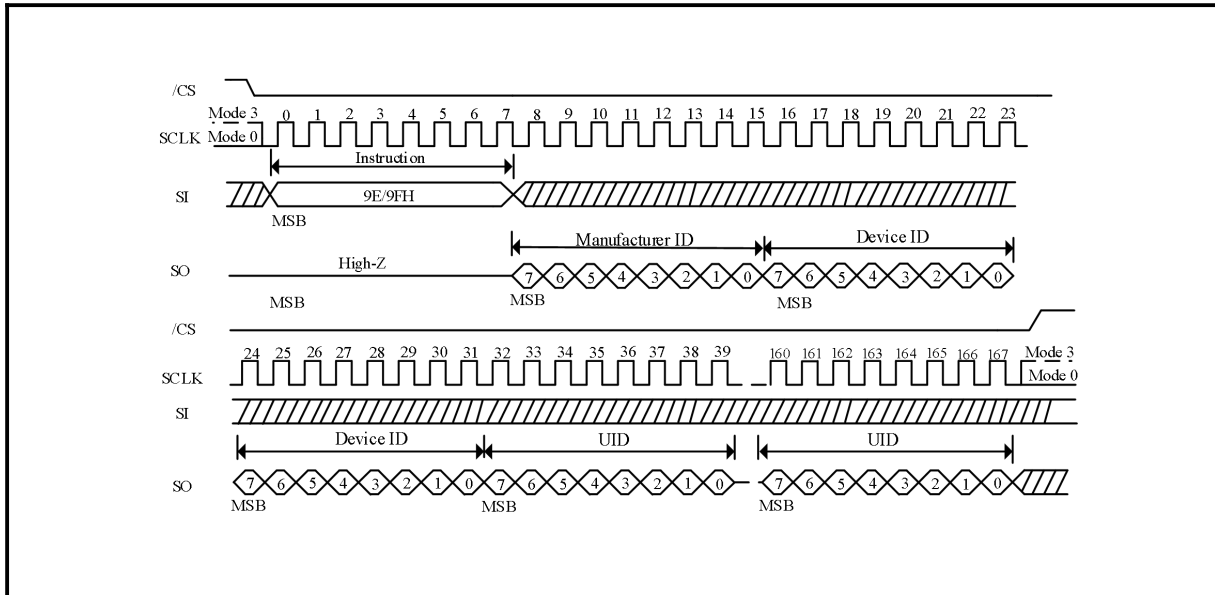 /CS
Mode 3 0 1 2 3 4 5 6 7 8 9 10 11 12 13 14 15 16 17 18 19 20 21 22 23
SCLK Mode 0
Instruction
SI 9E/9FH
MSB
Manufacturer ID Device ID
SO High-Z 7 6 5 4 3 2 1 0 7 6 5 4 3 2 1 0
MSB MSB
MSB
/CS
24 25 26 27 28 29 30 31 32 33 34 35 36 37 38 39 160 161 162 163 164 165 166 167 Mode 3
SCLK Mode 0
SI
Device ID UID UID
SO 7 6 5 4 3 2 1 0 7 6 5 4 3 2 1 0 7 6 5 4 3 2 1 0
MSB MSB MSB